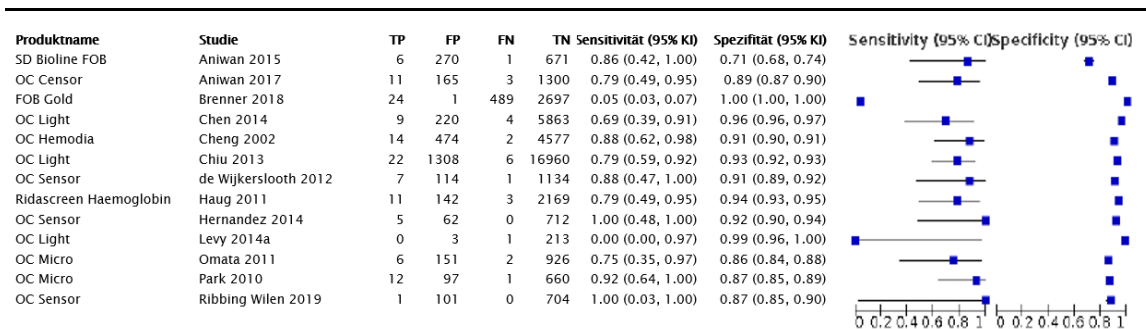 Produktname Studie TP FP FN TN Sensitivität (95% KI) Spezifität (95% KI) Sensitivity (95% CI) Specificity (95% CI)
SD Bioline FOB Aniwan 2015 6 270 1 671 0.86 (0.42, 1.00) 0.71 (0.68, 0.74)
OC Censor Aniwan 2017 11 165 3 1300 0.79 (0.49, 0.95) 0.89 (0.87 0.90)
FOB Gold Brenner 2018 24 1 489 2697 0.05 (0.03, 0.07) 1.00 (1.00, 1.00)
OC Light Chen 2014 9 220 4 5863 0.69 (0.39, 0.91) 0.96 (0.96, 0.97)
OC Hemodia Cheng 2002 14 474 2 4577 0.88 (0.62, 0.98) 0.91 (0.90, 0.91)
OC Light Chiu 2013 22 1308 6 16960 0.79 (0.59, 0.92) 0.93 (0.92, 0.93)
OC Sensor de Wijkerslooth 2012 7 114 1 1134 0.88 (0.47, 1.00) 0.91 (0.89, 0.92)
Ridascreen Haemoglobin Haug 2011 11 142 3 2169 0.79 (0.49, 0.95) 0.94 (0.93, 0.95)
OC Sensor Hernandez 2014 5 62 0 712 1.00 (0.48, 1.00) 0.92 (0.90, 0.94)
OC Light Levy 2014a 0 3 1 213 0.00 (0.00, 0.97) 0.99 (0.96, 1.00)
OC Micro Omata 2011 6 151 2 926 0.75 (0.35, 0.97) 0.86 (0.84, 0.88)
OC Micro Park 2010 12 97 1 660 0.92 (0.64, 1.00) 0.87 (0.85, 0.89)
OC Sensor Ribbing Wilen 2019 1 101 0 704 1.00 (0.03, 1.00) 0.87 (0.85, 0.90)
0 0.2 0.4 0.6 0.8 1 0 0.2 0.4 0.6 0.8 1